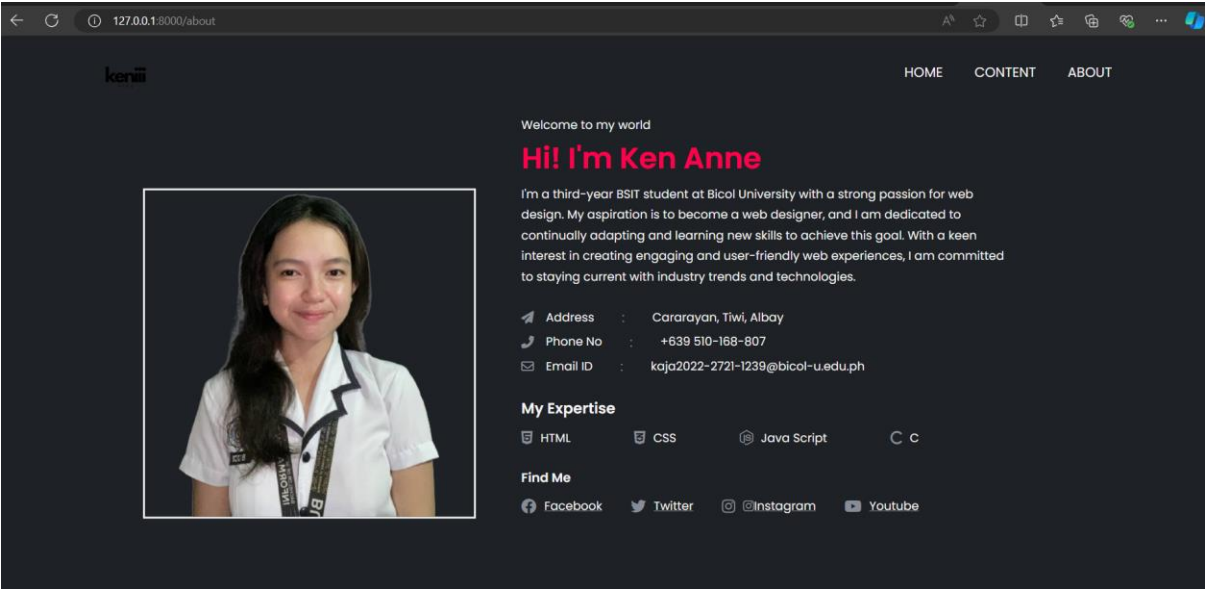 127.0.0.1:8000/about
keniii
HOME CONTENT ABOUT
Welcome to my world
Hi! I'm Ken Anne
I'm a third-year BSIT student at Bicol University with a strong passion for web
design. My aspiration is to become a web designer, and I am dedicated to
continually adapting and learning new skills to achieve this goal. With a keen
interest in creating engaging and user-friendly web experiences, I am committed
to staying current with industry trends and technologies.
Address : Cararayan, Tiwi, Albay
Phone No : +639 510-168-807
Email ID : kaja2022-2721-1239@bicol-u.edu.ph
My Expertise
HTML CSS Java Script C
Find Me
Facebook Twitter Instagram Youtube